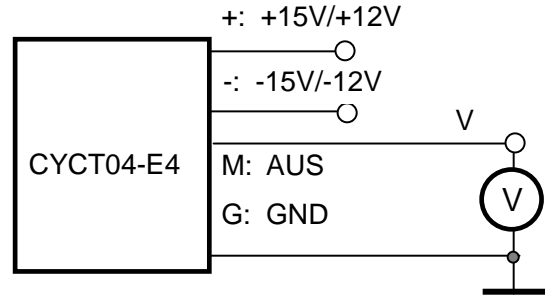 +: +15V/+12V
-: -15V/-12V
V
CYCT04-E4
M: AUS
V
G: GND